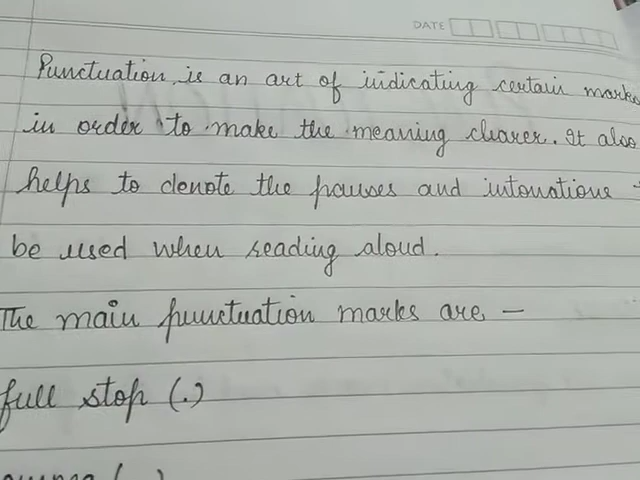 DATE
Punctuation is an art of indicating certain marks
in order to make the meaning clearer. It also
helps to denote the pauses and intonations
be used when reading aloud.
The main punctuation marks are –
full stop (.)